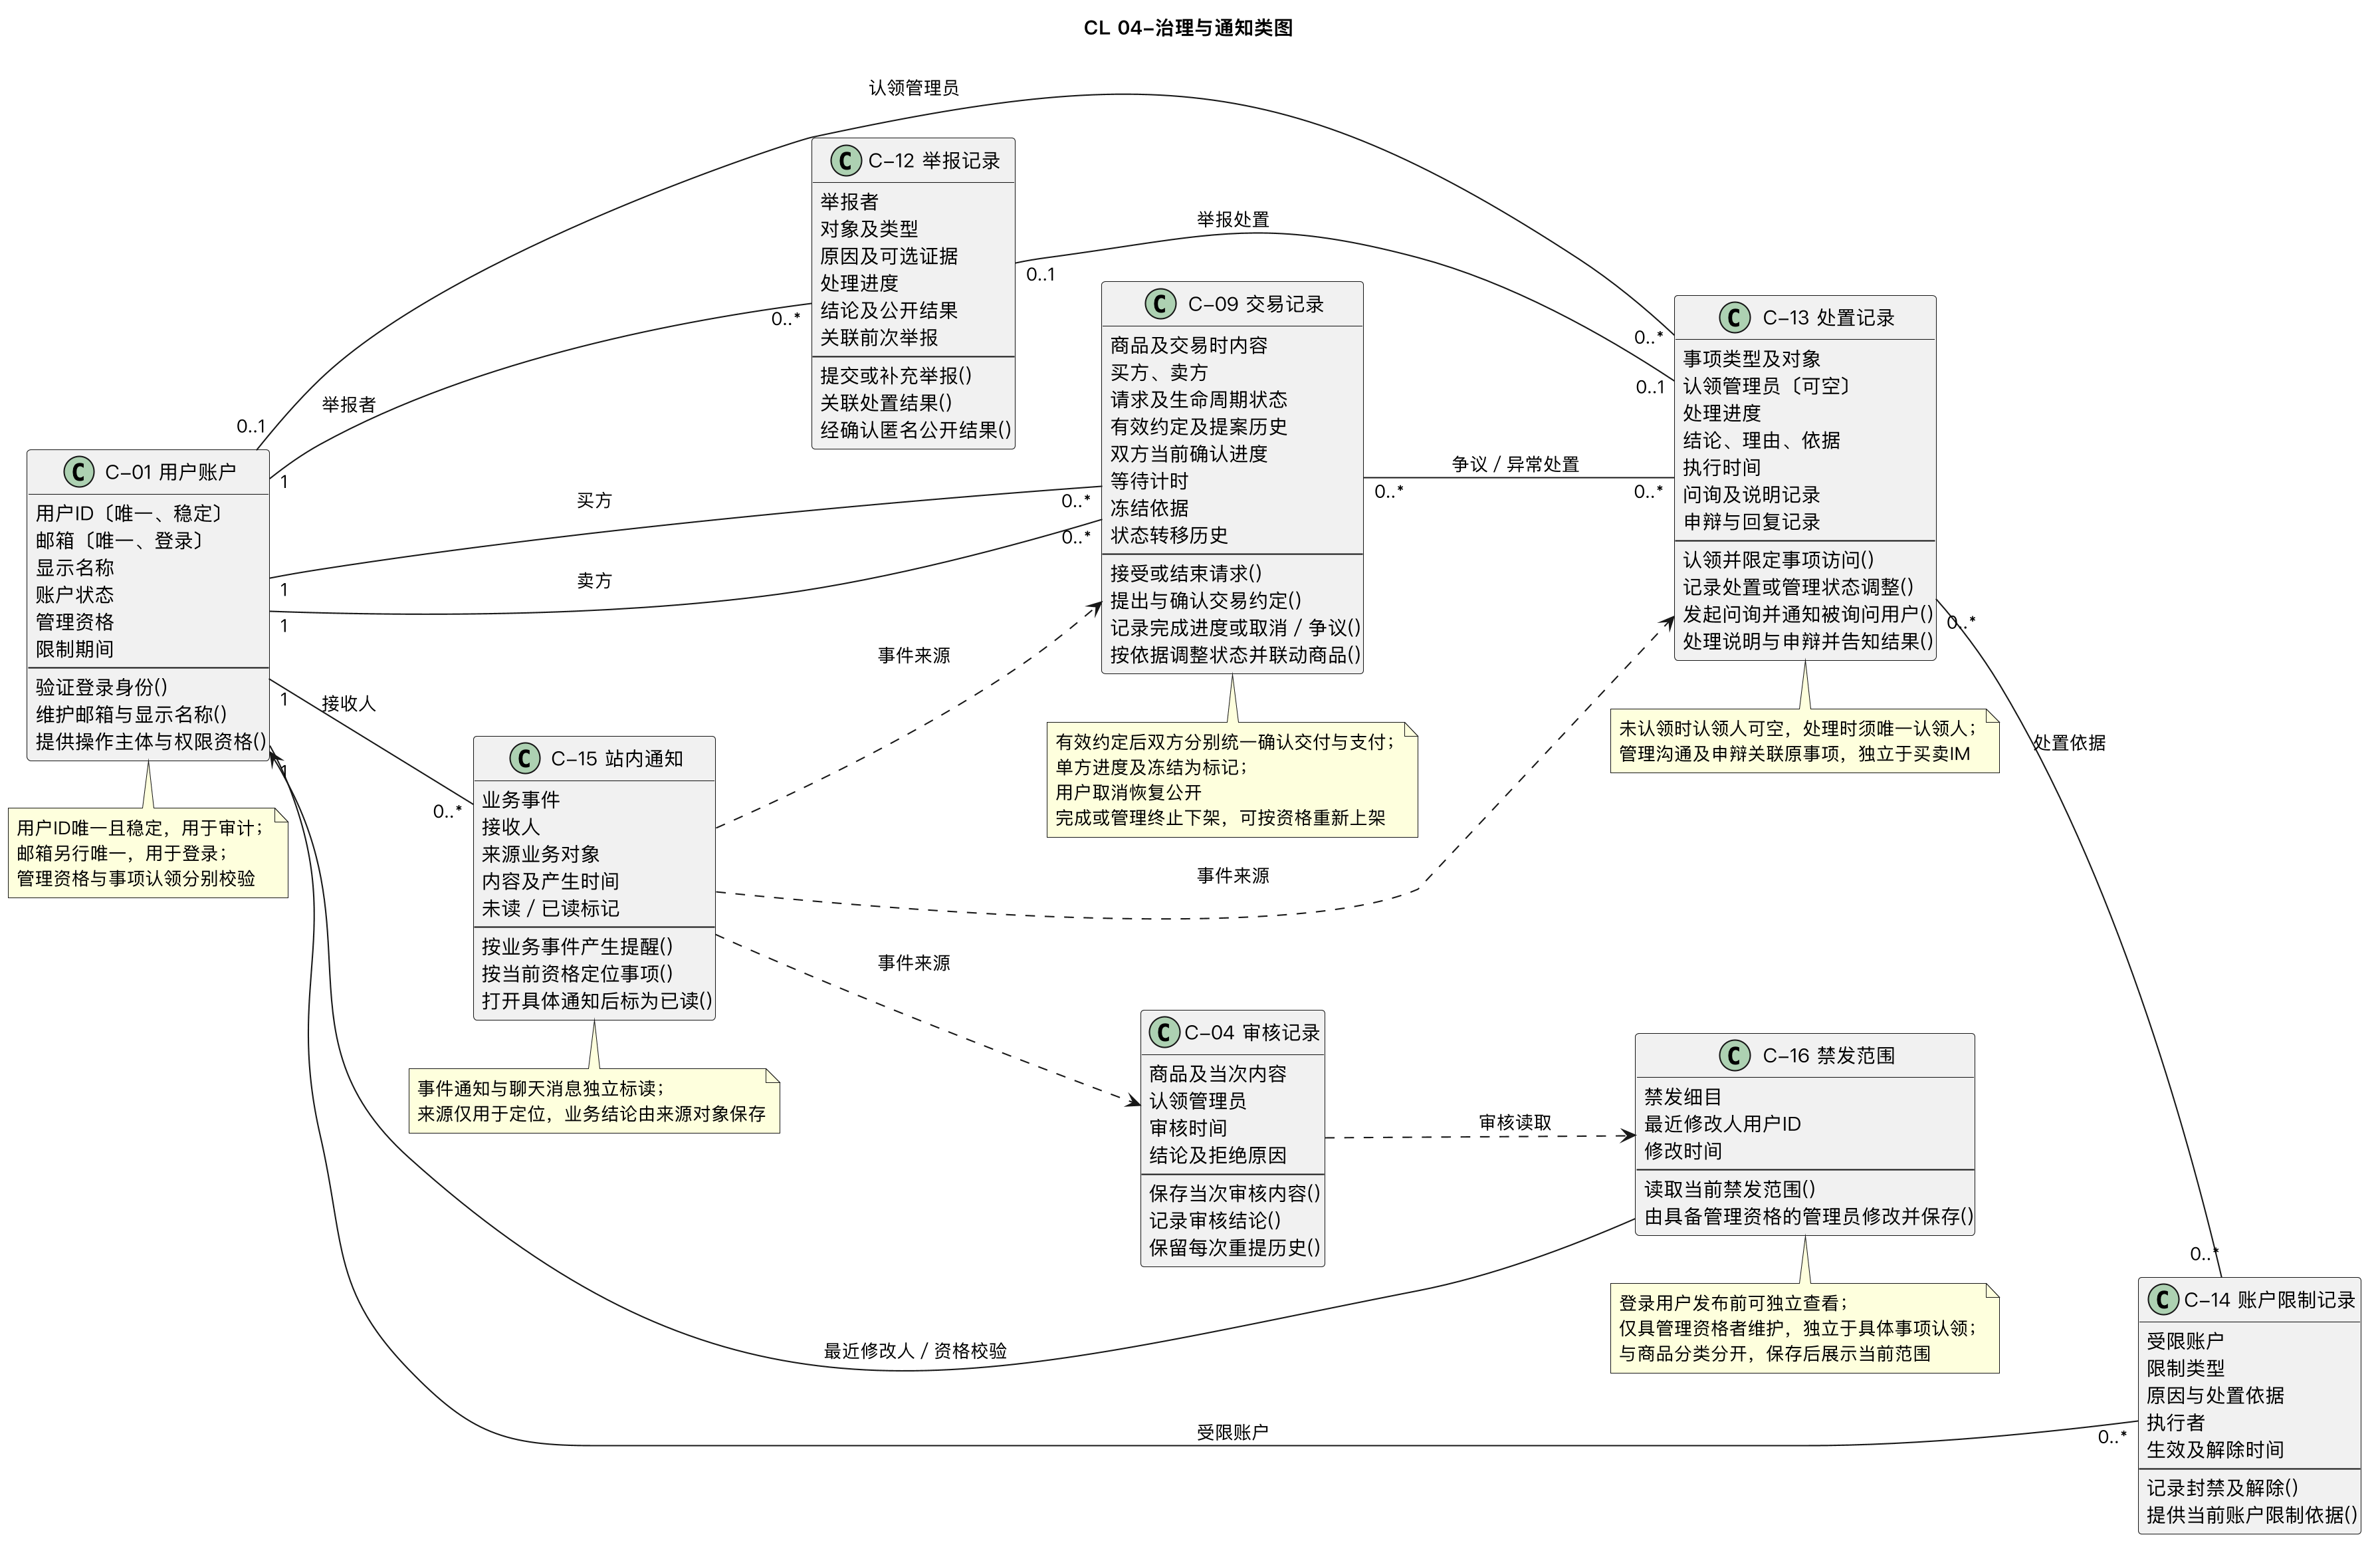 CL 04–治理与通知类图
认领管理员
C–12 举报记录
举报者
对象及类型
原因及可选证据
处理进度
结论及公开结果
关联前次举报
提交或补充举报()
关联处置结果()
经确认匿名公开结果()
举报处置
0..1
0..*
举报者
0..1
1
C–09 交易记录
商品及交易时内容
买方、卖方
请求及生命周期状态
有效约定及提案历史
双方当前确认进度
等待计时
冻结依据
状态转移历史
接受或结束请求()
提出与确认交易约定()
记录完成进度或取消 / 争议()
按依据调整状态并联动商品()
C–13 处置记录
事项类型及对象
认领管理员〔可空〕
处理进度
结论、理由、依据
执行时间
问询及说明记录
申辩与回复记录
认领并限定事项访问()
记录处置或管理状态调整()
发起问询并通知被询问用户()
处理说明与申辩并告知结果()
0..*
0..1
争议 / 异常处置
0..*
0..*
0..*
C–01 用户账户
用户ID〔唯一、稳定〕
邮箱〔唯一、登录〕
显示名称
账户状态
管理资格
限制期间
验证登录身份()
维护邮箱与显示名称()
提供操作主体与权限资格()
买方
0..*
1
卖方
0..*
1
事件来源
1
接收人
0..*
1
用户ID唯一且稳定，用于审计；
邮箱另行唯一，用于登录；
管理资格与事项认领分别校验
C–15 站内通知
业务事件
接收人
来源业务对象
内容及产生时间
未读 / 已读标记
按业务事件产生提醒()
按当前资格定位事项()
打开具体通知后标为已读()
有效约定后双方分别统一确认交付与支付；
单方进度及冻结为标记；
用户取消恢复公开
完成或管理终止下架，可按资格重新上架
未认领时认领人可空，处理时须唯一认领人；
管理沟通及申辩关联原事项，独立于买卖IM
处置依据
事件来源
事件来源
事件通知与聊天消息独立标读；
来源仅用于定位，业务结论由来源对象保存
C–04 审核记录
商品及当次内容
认领管理员
审核时间
结论及拒绝原因
保存当次审核内容()
记录审核结论()
保留每次重提历史()
审核读取
C–16 禁发范围
禁发细目
最近修改人用户ID
修改时间
读取当前禁发范围()
由具备管理资格的管理员修改并保存()
登录用户发布前可独立查看；
仅具管理资格者维护，独立于具体事项认领；
与商品分类分开，保存后展示当前范围
最近修改人 / 资格校验
受限账户
0..*
0..*
C–14 账户限制记录
受限账户
限制类型
原因与处置依据
执行者
生效及解除时间
记录封禁及解除()
提供当前账户限制依据()